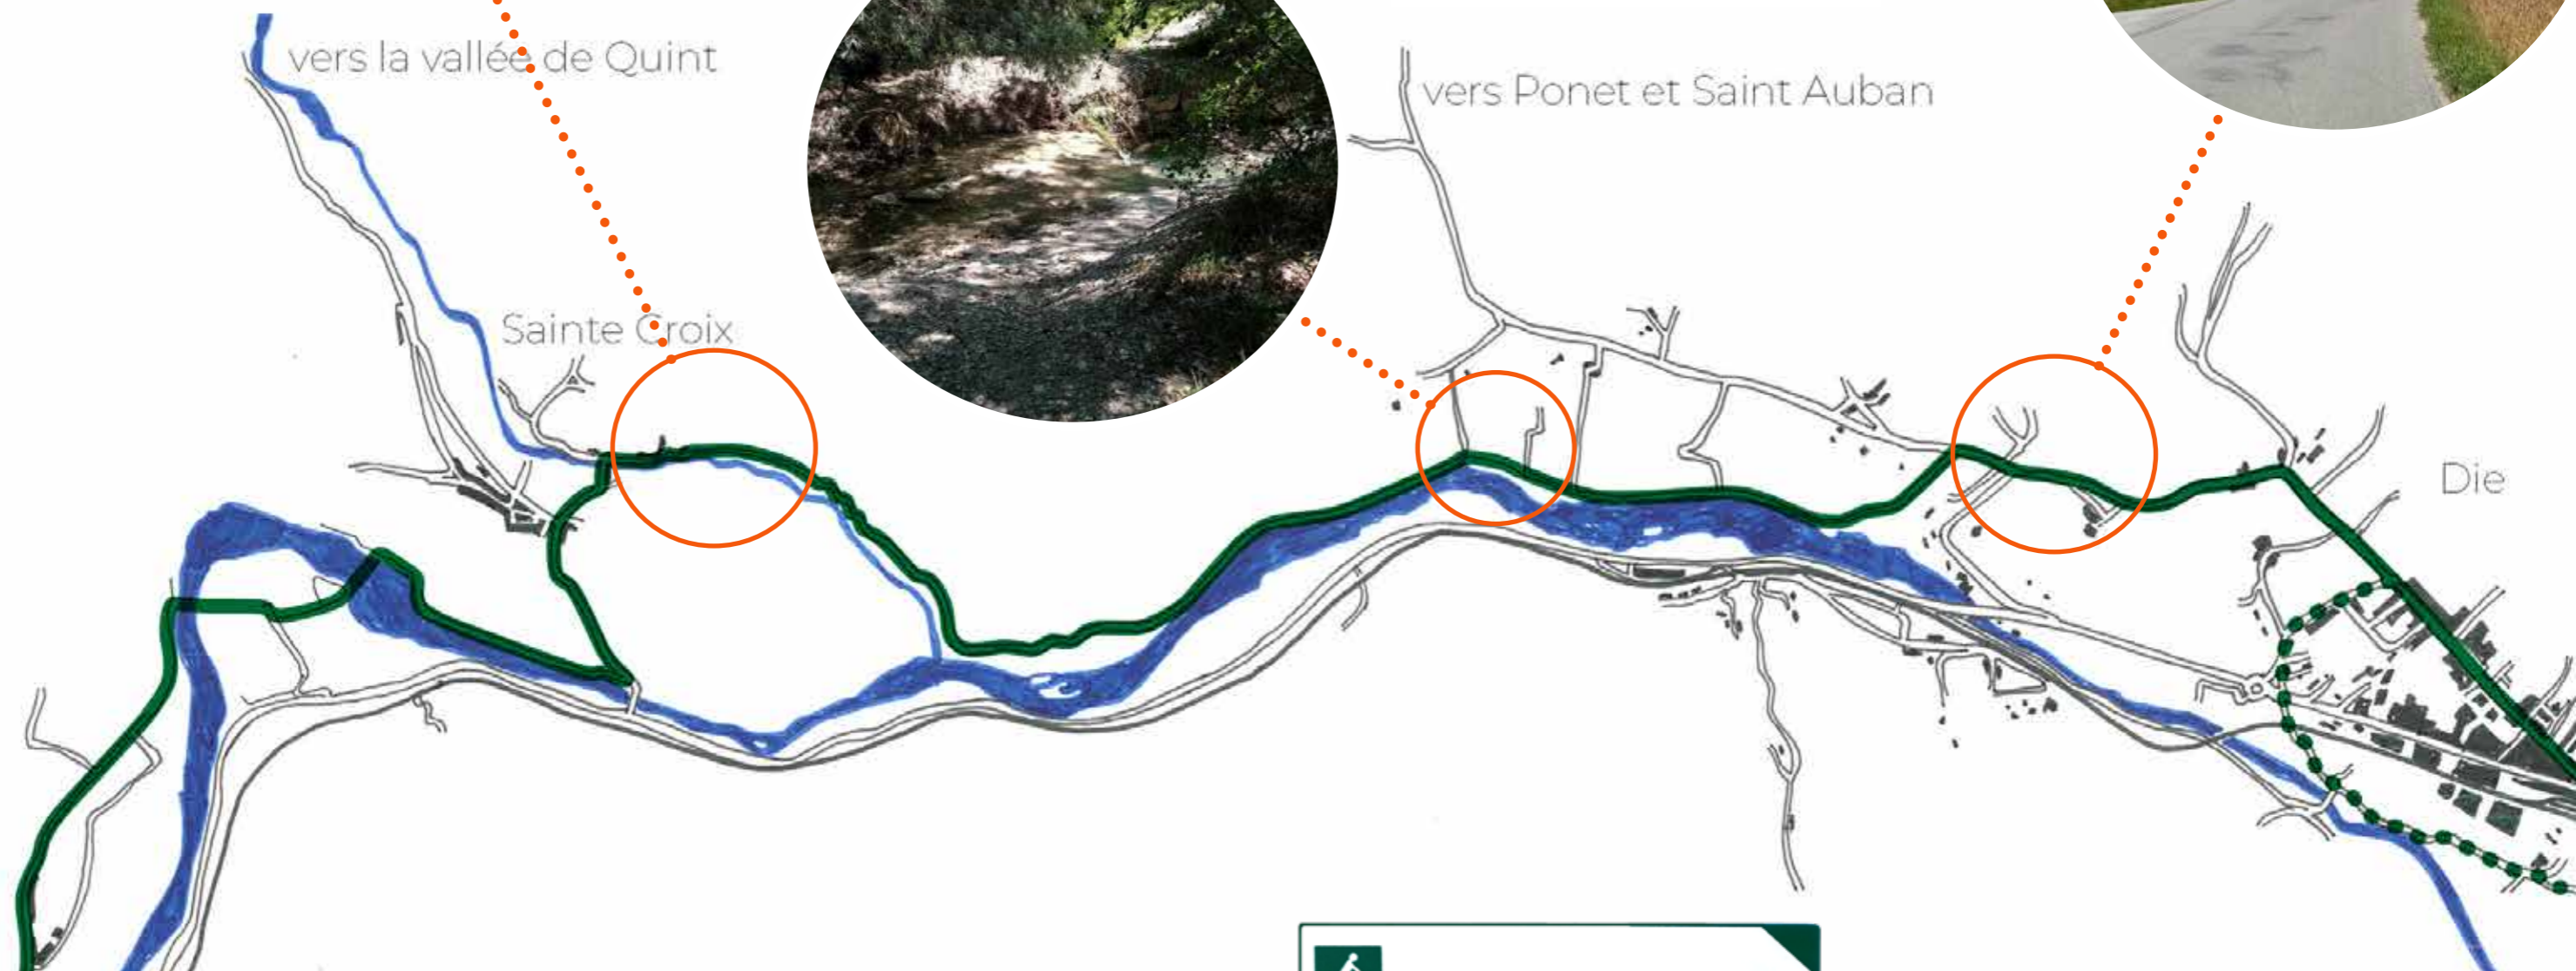 vers la vallée de Quint
vers Ponet et Saint Auban
Sainte Croix
Die